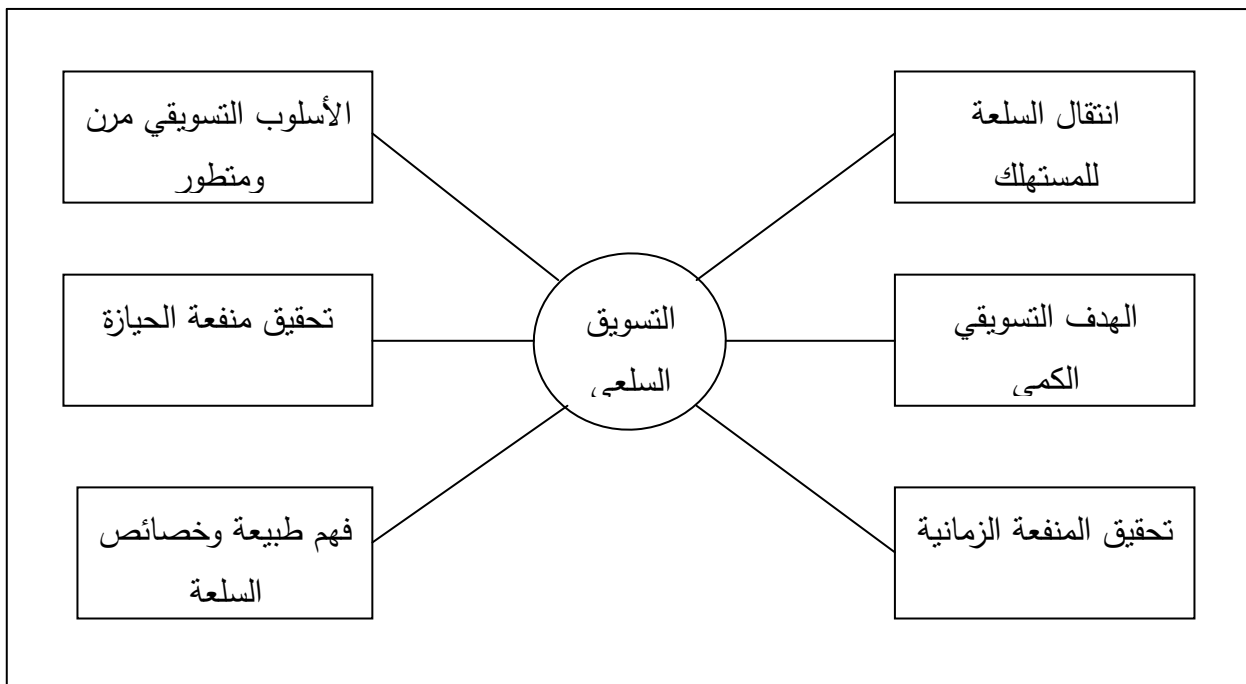 انتقال السلعة
للمستهلك
الأسلوب التسويقي مرن
ومتطور
الهدف التسويقي
الكمي
التسويق
السلعي
تحقيق منفعة الحيازة
تحقيق المنفعة الزمانية
فهم طبيعة وخصائص
السلعة